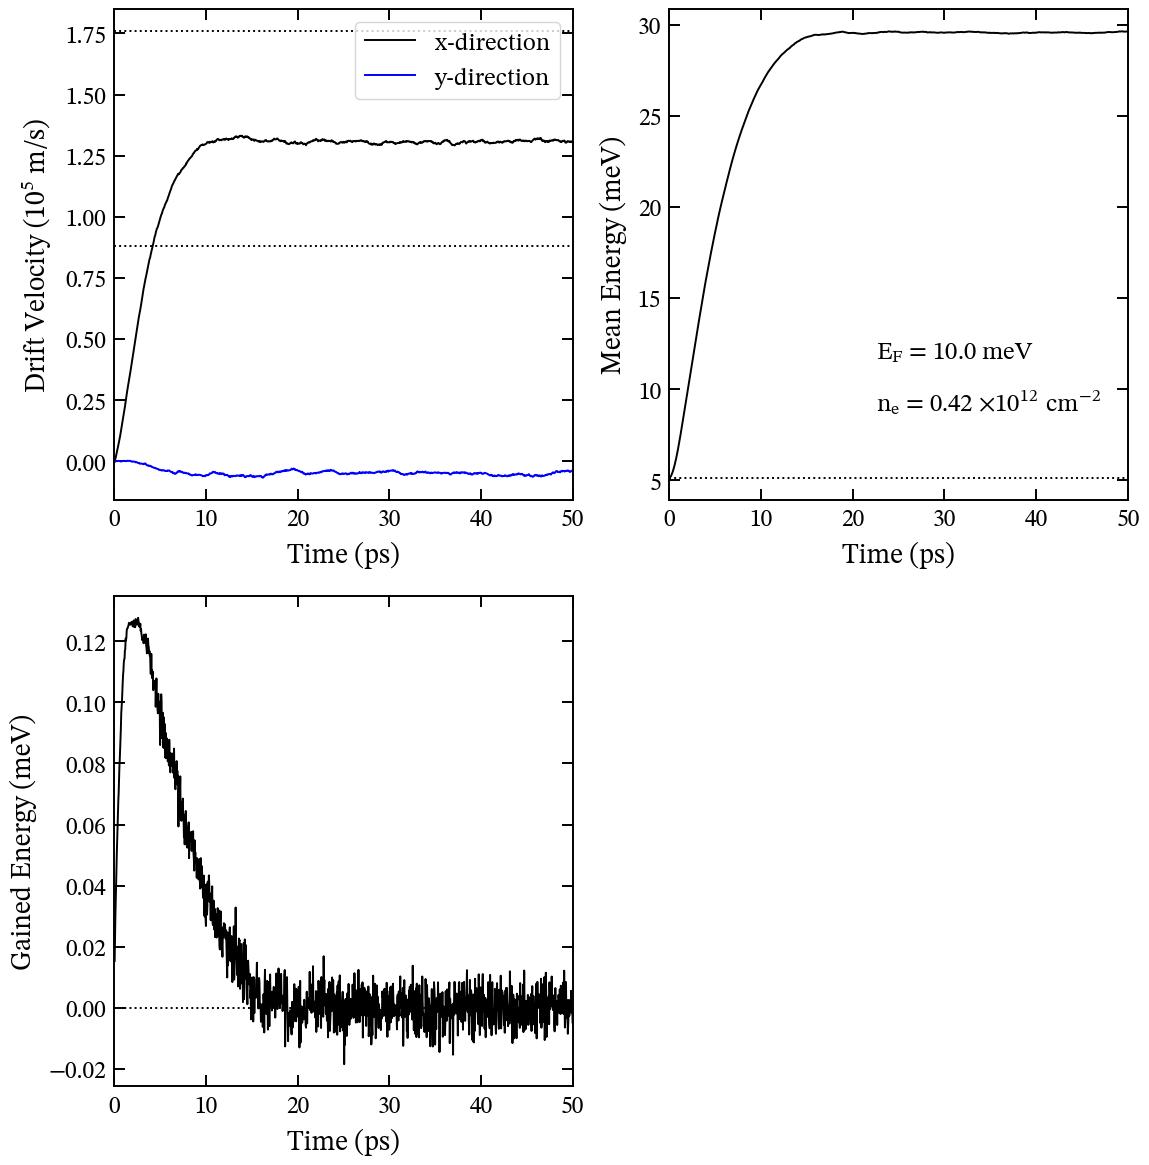 Drift Velocity (10⁵ m/s)
1.75
1.50
1.25
1.00
0.75
0.50
0.25
0.00
x-direction
y-direction
0 10 20 30 40 50
Time (ps)
Mean Energy (meV)
30
25
20
15
10
5
E_F = 10.0 meV
n_e = 0.42 ×10¹² cm⁻²
0 10 20 30 40 50
Time (ps)
Gained Energy (meV)
0.12
0.10
0.08
0.06
0.04
0.02
0.00
−0.02
0 10 20 30 40 50
Time (ps)